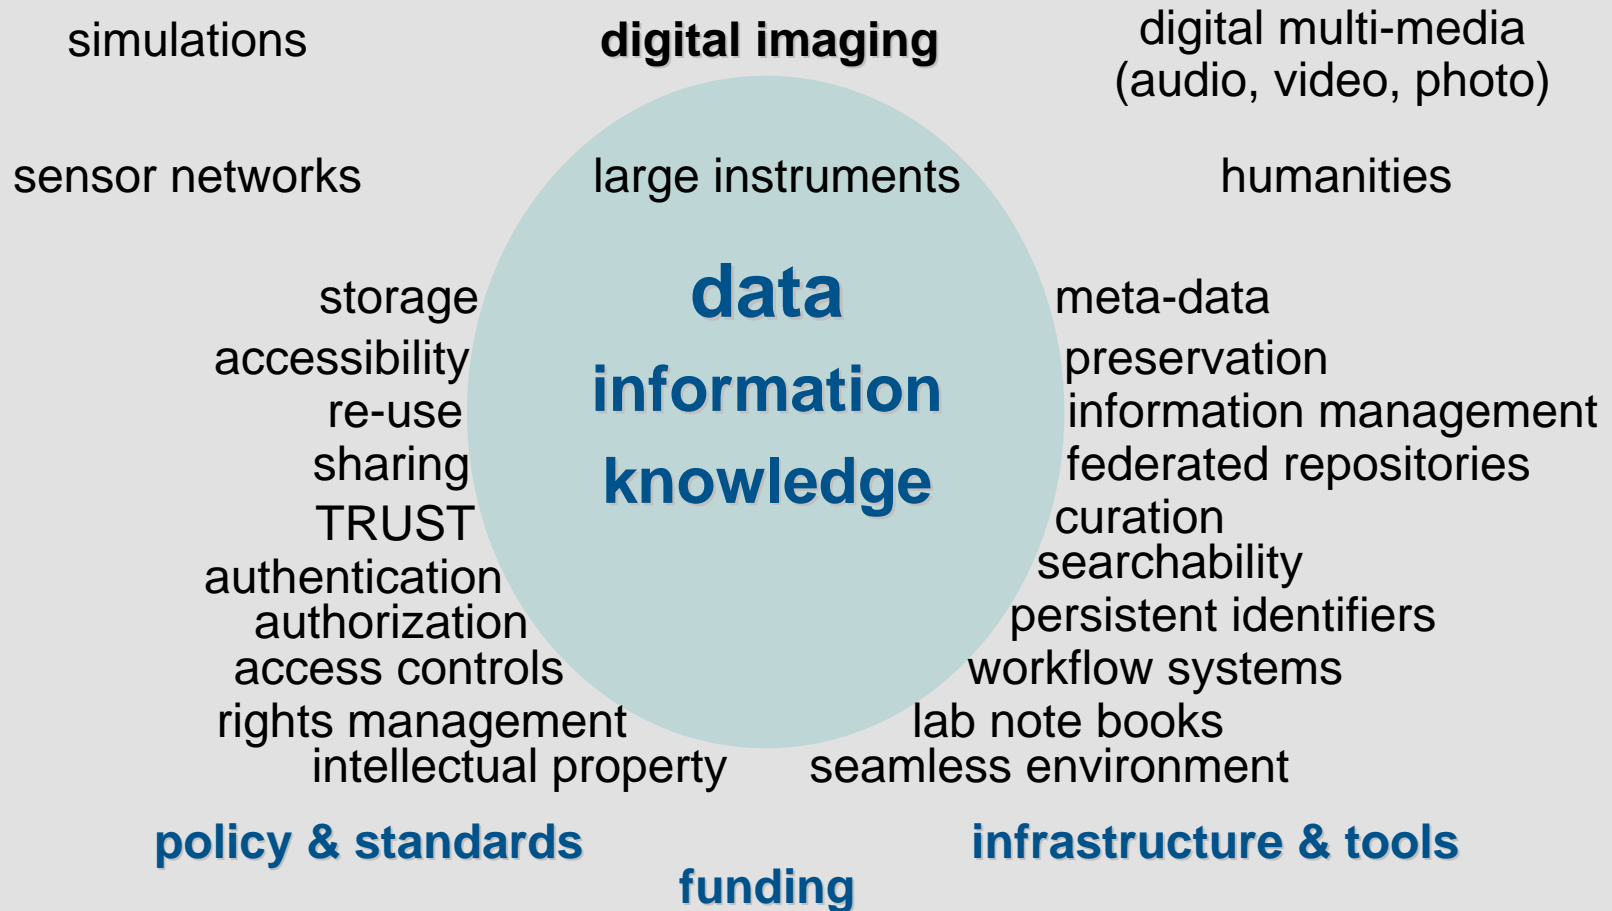 simulations
digital imaging
digital multi-media
(audio, video, photo)
sensor networks
large instruments
humanities
data
information
knowledge
storage
accessibility
re-use
sharing
TRUST
authentication
authorization
access controls
rights management
intellectual property
meta-data
preservation
information management
federated repositories
curation
searchability
persistent identifiers
workflow systems
lab note books
seamless environment
policy & standards
infrastructure & tools
funding